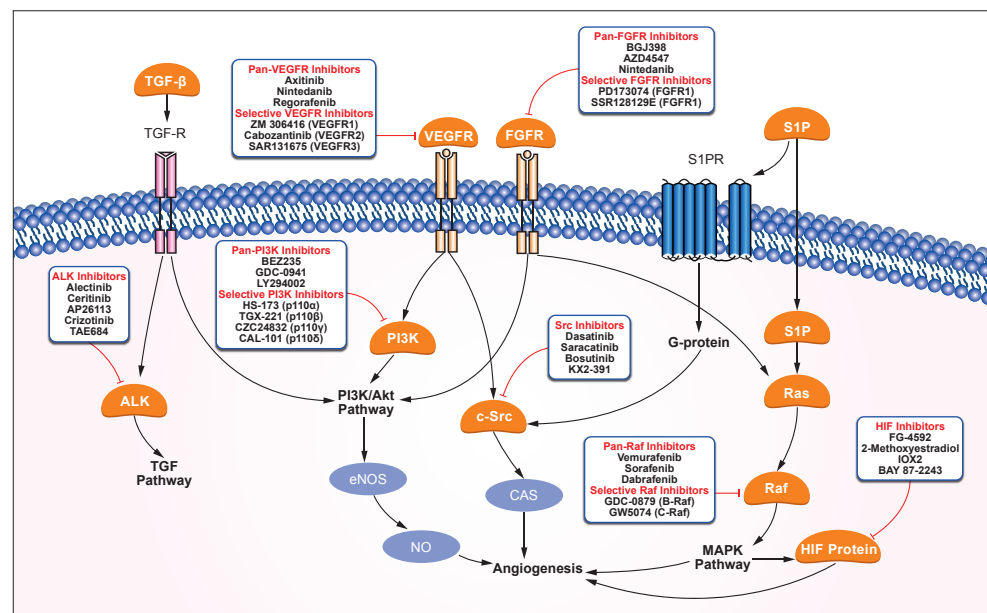 TGF-β
TGF-R
Pan-VEGFR Inhibitors
Axitinib
Nintedanib
Regorafenib
Selective VEGFR Inhibitors
ZM 306416 (VEGFR1)
Cabozantinib (VEGFR2)
SAR131675 (VEGFR3)
VEGFR
Pan-FGFR Inhibitors
BGJ398
AZD4547
Nintedanib
Selective FGFR Inhibitors
PD173074 (FGFR1)
SSR128129E (FGFR1)
FGFR
S1P
S1PR
ALK Inhibitors
Alectinib
Ceritinib
AP26113
Crizotinib
TAE684
Pan-PI3K Inhibitors
BEZ235
GDC-0941
LY294002
Selective PI3K Inhibitors
HS-173 (p110α)
TGX-221 (p110β)
CZC24832 (p110γ)
CAL-101 (p110δ)
PI3K
Src Inhibitors
Dasatinib
Saracatinib
Bosutinib
KX2-391
G-protein
S1P
ALK
PI3K/Akt
Pathway
c-Src
Ras
TGF
Pathway
eNOS
CAS
NO
Angiogenesis
Pan-Raf Inhibitors
Vemurafenib
Sorafenib
Dabrafenib
Selective Raf Inhibitors
GDC-0879 (B-Raf)
GW5074 (C-Raf)
Raf
HIF Inhibitors
FG-4592
2-Methoxyestradiol
IOX2
BAY 87-2243
MAPK
Pathway
HIF Protein